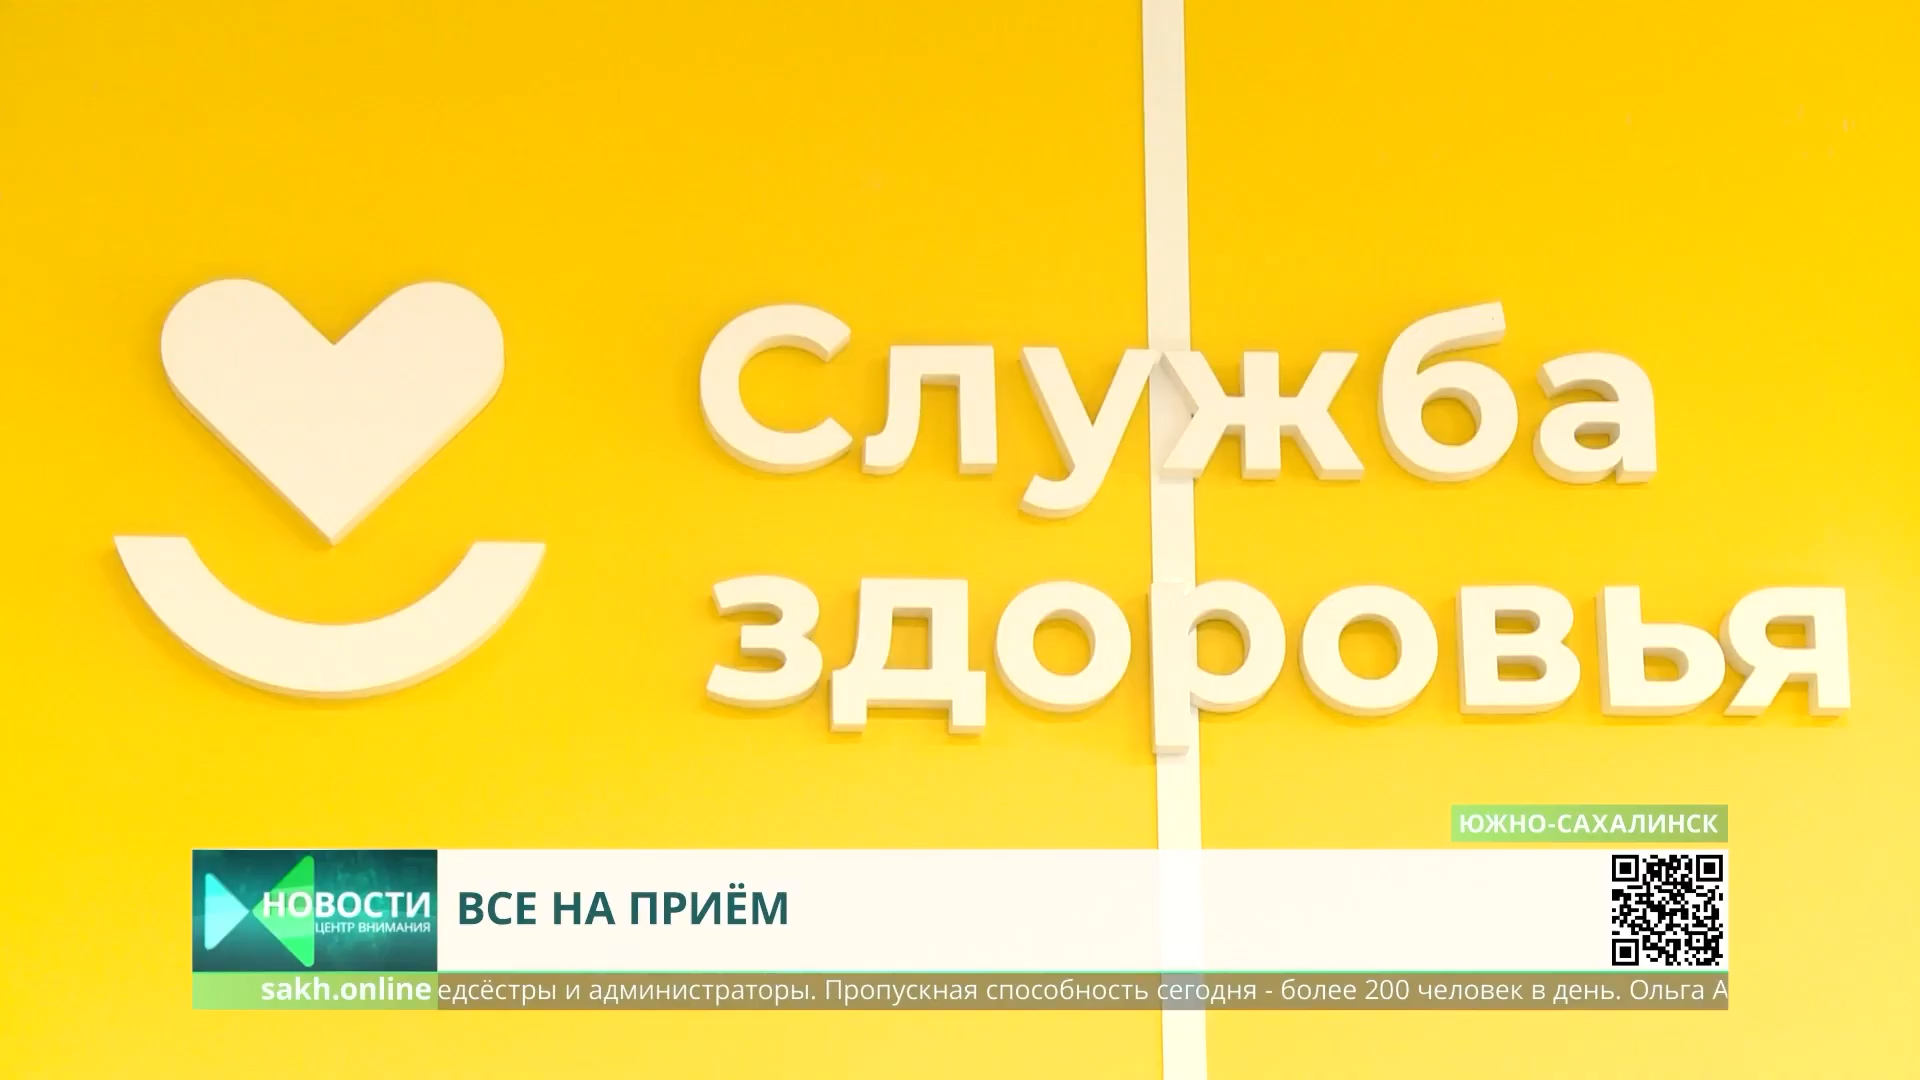 Служба
здоровья
ЮЖНО-САХАЛИНСК
НОВОСТИ
ЦЕНТР ВНИМАНИЯ
ВСЕ НА ПРИЁМ
sakh.online
едсёстры и администраторы. Пропускная способность сегодня - более 200 человек в день. Ольга А